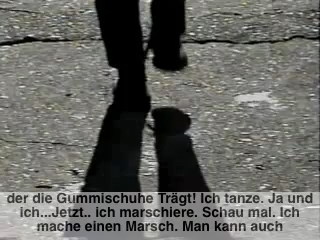 der die Gummischuhe Trägt! Ich tanze. Ja und
ich...Jetzt.. ich marschiere. Schau mal. Ich
mache einen Marsch. Man kann auch